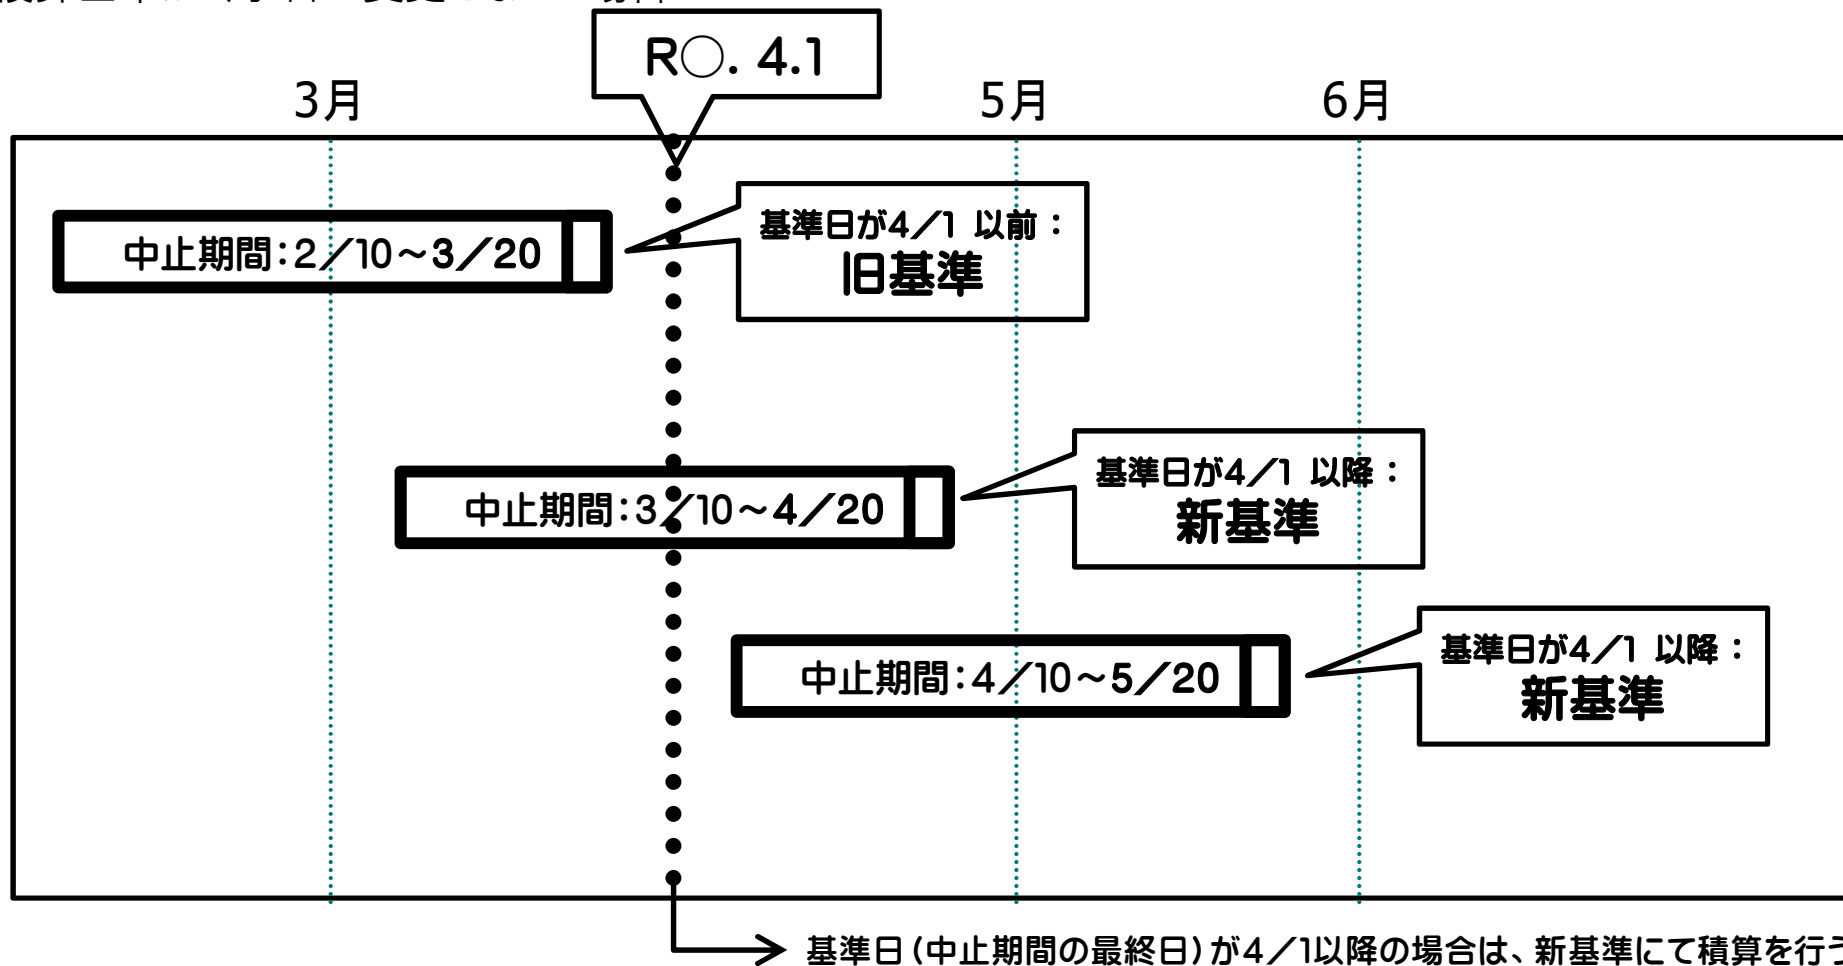 R○. 4.1
3月
5月
6月
基準日が4／1 以前：
旧基準
中止期間：2／10～3／20
基準日が4／1 以降：
新基準
中止期間：3／10～4／20
基準日が4／1 以降：
新基準
中止期間：4／10～5／20
基準日（中止期間の最終日）が4／1以降の場合は、新基準にて積算を行う